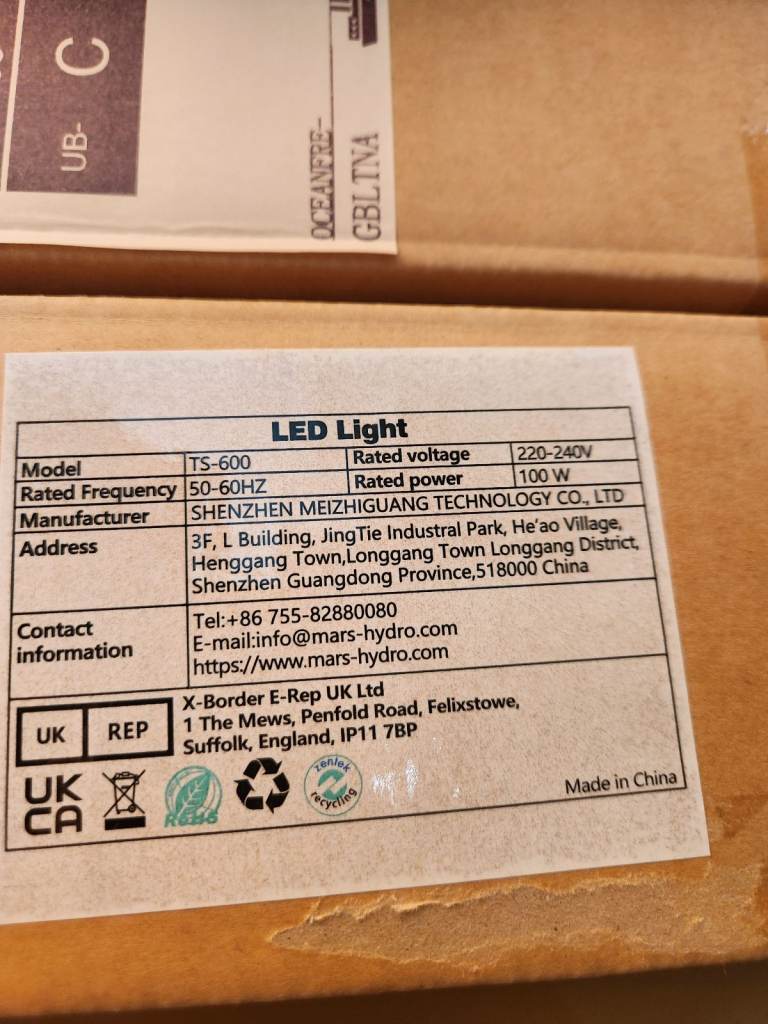 UB- C
OCEANFRE-
GBLTNA
LED Light
Model TS-600 Rated voltage 220-240V
Rated Frequency 50-60HZ Rated power 100 W
Manufacturer SHENZHEN MEIZHIGUANG TECHNOLOGY CO., LTD
Address 3F, L Building, JingTie Industral Park, He'ao Village,
Henggang Town,Longgang Town Longgang District,
Shenzhen Guangdong Province,518000 China
Contact information
Tel:+86 755-82880080
E-mail:info@mars-hydro.com
https://www.mars-hydro.com
UK REP
X-Border E-Rep UK Ltd
1 The Mews, Penfold Road, Felixstowe,
Suffolk, England, IP11 7BP
UK
CA
RoHS
zentek
recycling
Made in China